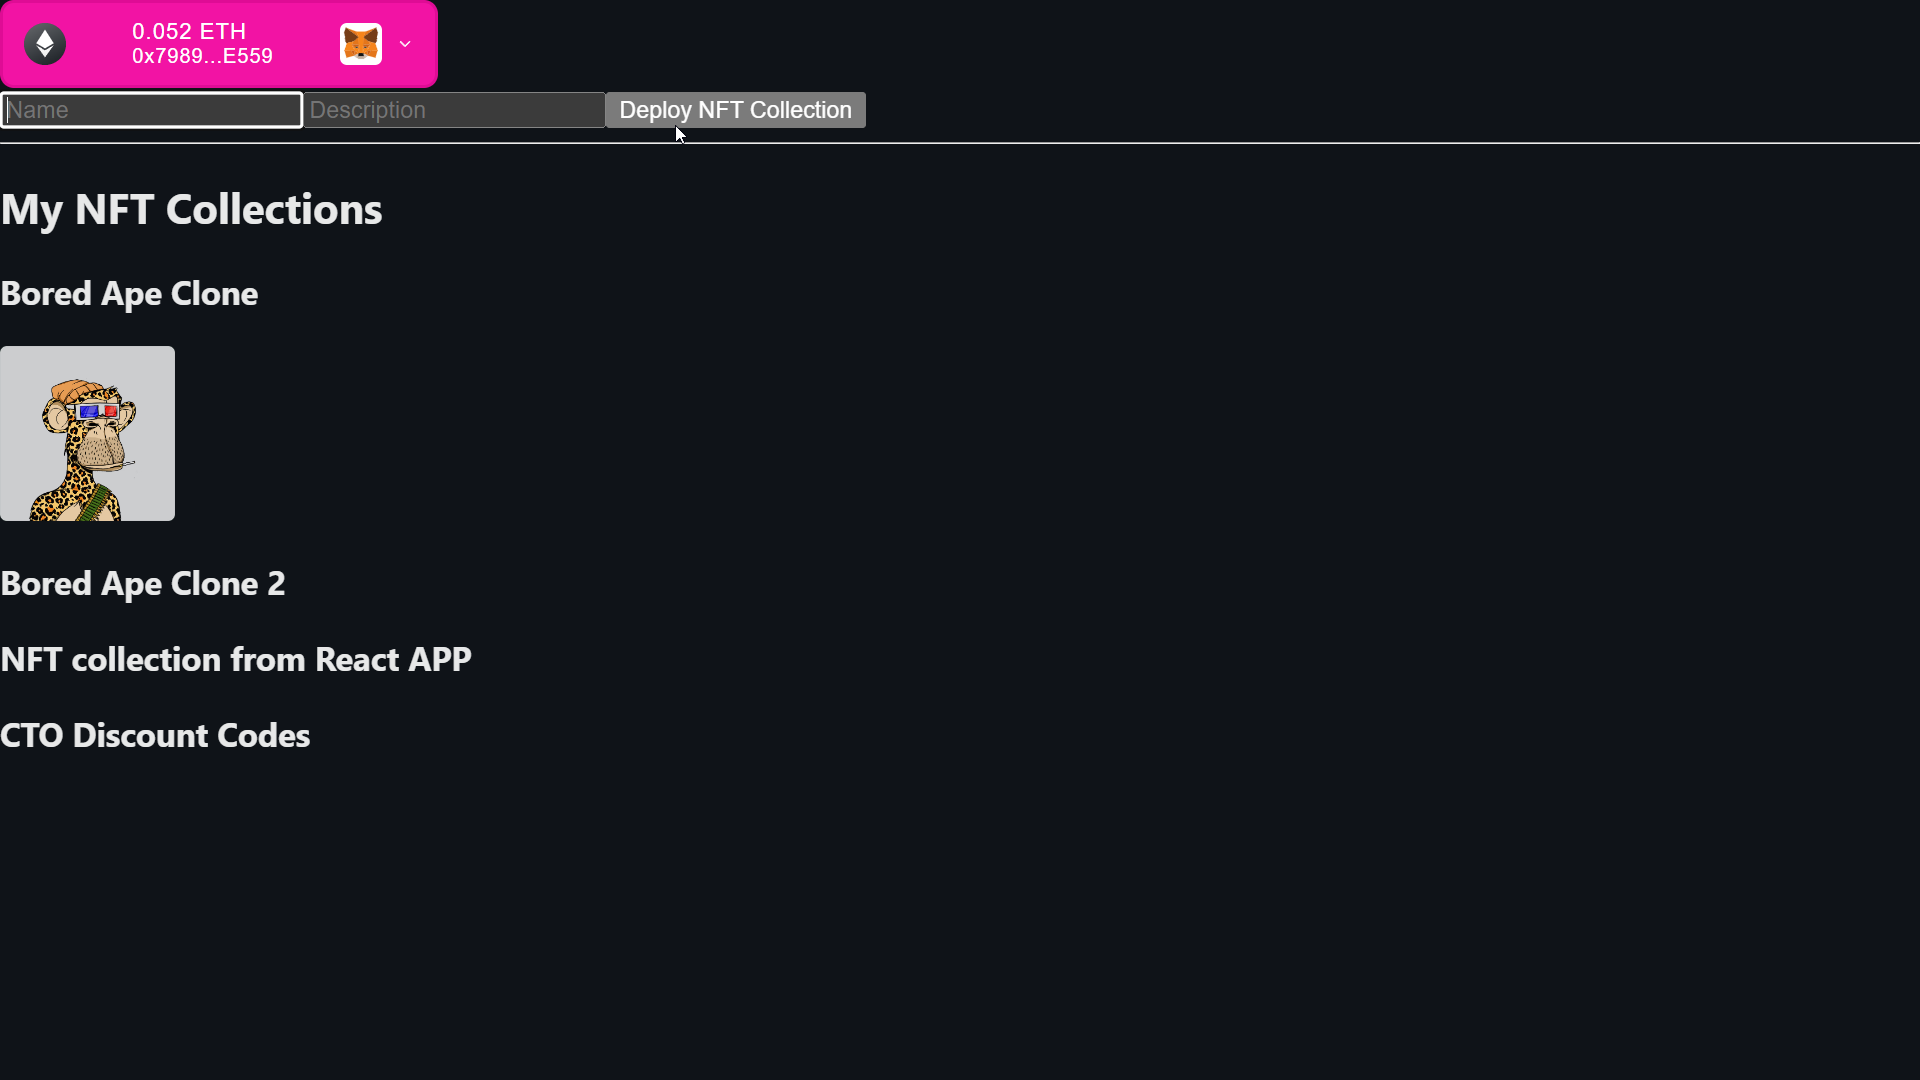 0.052 ETH
0x7989...E559
Name
Description
Deploy NFT Collection
My NFT Collections
Bored Ape Clone
Bored Ape Clone 2
NFT collection from React APP
CTO Discount Codes